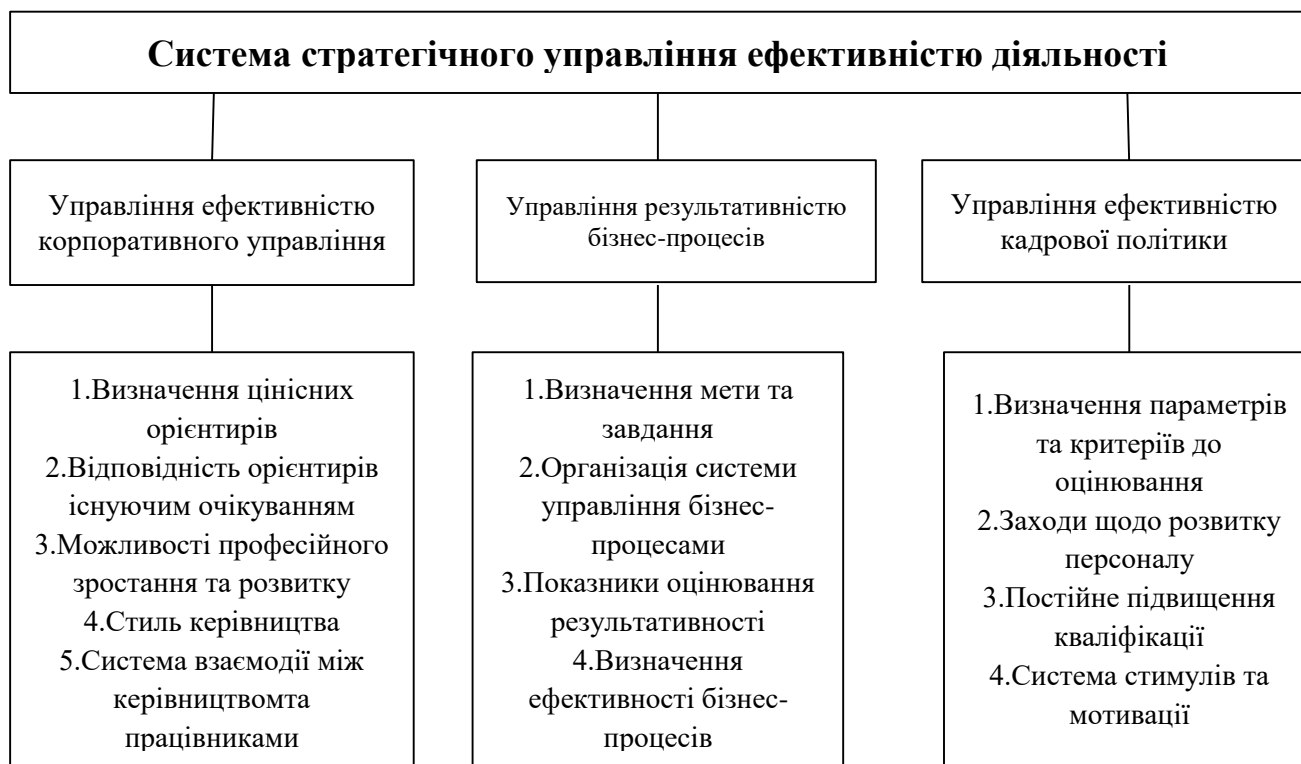 Система стратегічного управління ефективністю діяльності
Управління ефективністю
корпоративного управління
Управління результативністю
бізнес-процесів
Управління ефективністю
кадрової політики
1.Визначення цінісних
орієнтирів
2.Відповідність орієнтирів
існуючим очікуванням
3.Можливості професійного
зростання та розвитку
4.Стиль керівництва
5.Система взаємодії між
керівництвомта
працівниками
1.Визначення мети та
завдання
2.Організація системи
управління бізнес-
процесами
3.Показники оцінювання
результативності
4.Визначення
ефективності бізнес-
процесів
1.Визначення параметрів
та критеріїв до
оцінювання
2.Заходи щодо розвитку
персоналу
3.Постійне підвищення
кваліфікації
4.Система стимулів та
мотивації